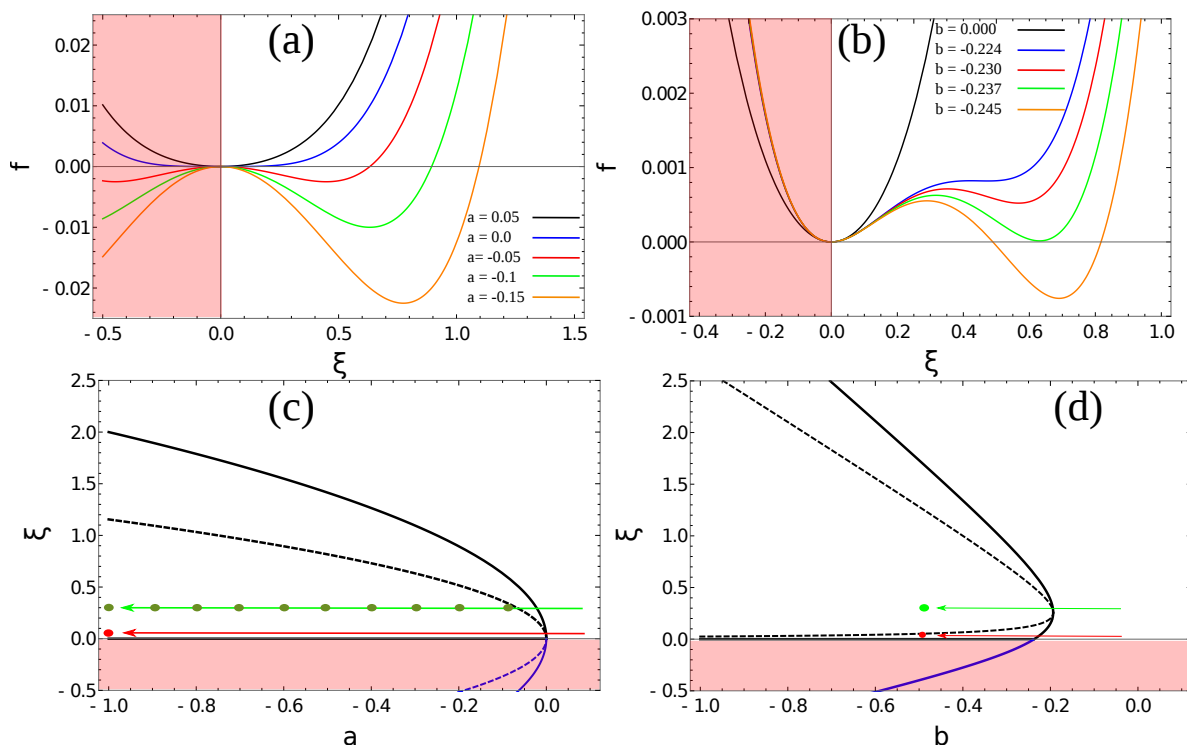 (a)
f
0.02
0.01
0.00
- 0.01
- 0.02
- 0.5
0.0
0.5
1.0
1.5
ξ
a = 0.05
a = 0.0
a= -0.05
a = -0.1
a = -0.15
(b)
f
0.003
0.002
0.001
0.000
- 0.001
- 0.4
- 0.2
0.0
0.2
0.4
0.6
0.8
1.0
ξ
b = 0.000
b = -0.224
b = -0.230
b = -0.237
b = -0.245
(c)
ξ
2.5
2.0
1.5
1.0
0.5
0.0
- 0.5
- 1.0
- 0.8
- 0.6
- 0.4
- 0.2
0.0
a
(d)
ξ
2.5
2.0
1.5
1.0
0.5
0.0
- 0.5
- 1.0
- 0.8
- 0.6
- 0.4
- 0.2
0.0
b